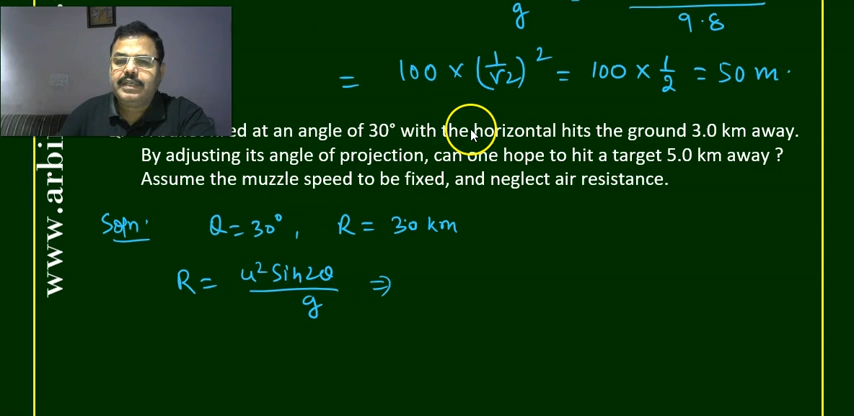 g 9.8
= 100 × (1/√2)² = 100 × 1/2 = 50 m.
ed at an angle of 30° with the horizontal hits the ground 3.0 km away.
By adjusting its angle of projection, can one hope to hit a target 5.0 km away ?
Assume the muzzle speed to be fixed, and neglect air resistance.
Soln. θ = 30°, R = 3.0 km
R = u² Sin2θ / g ⇒
www.arbin